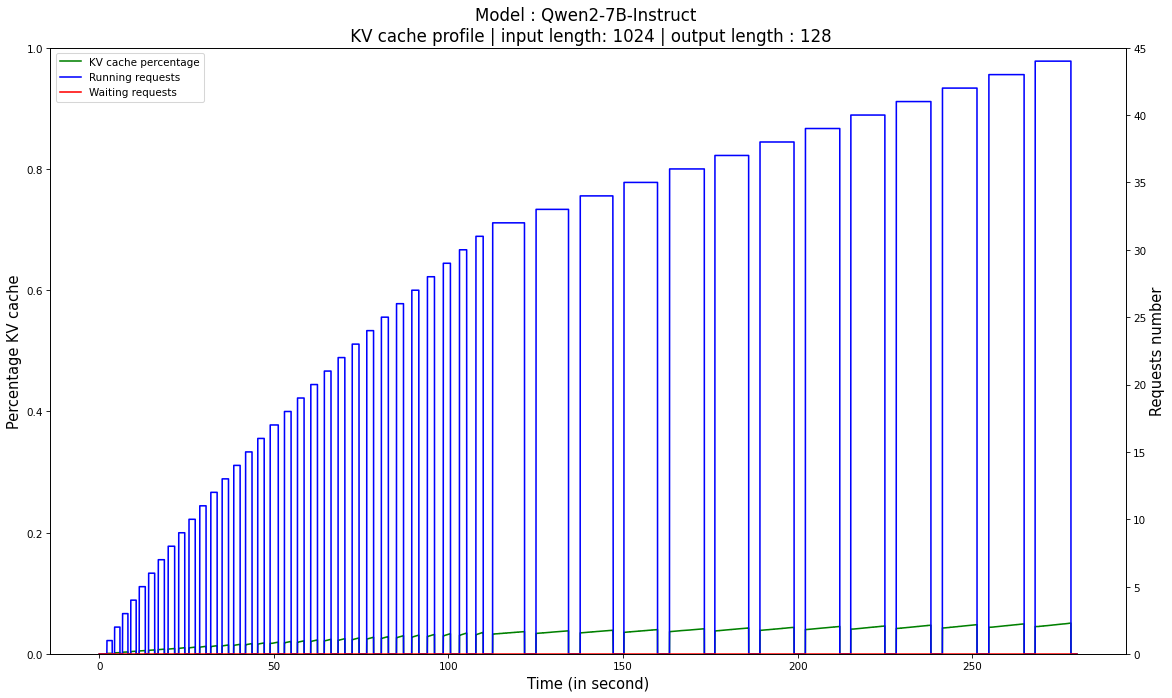 Model : Qwen2-7B-Instruct
KV cache profile | input length: 1024 | output length : 128
KV cache percentage
Running requests
Waiting requests
Percentage KV cache
1.0
0.8
0.6
0.4
0.2
0.0
45
40
35
30
25
20
15
10
5
0
Requests number
0 50 100 150 200 250
Time (in second)